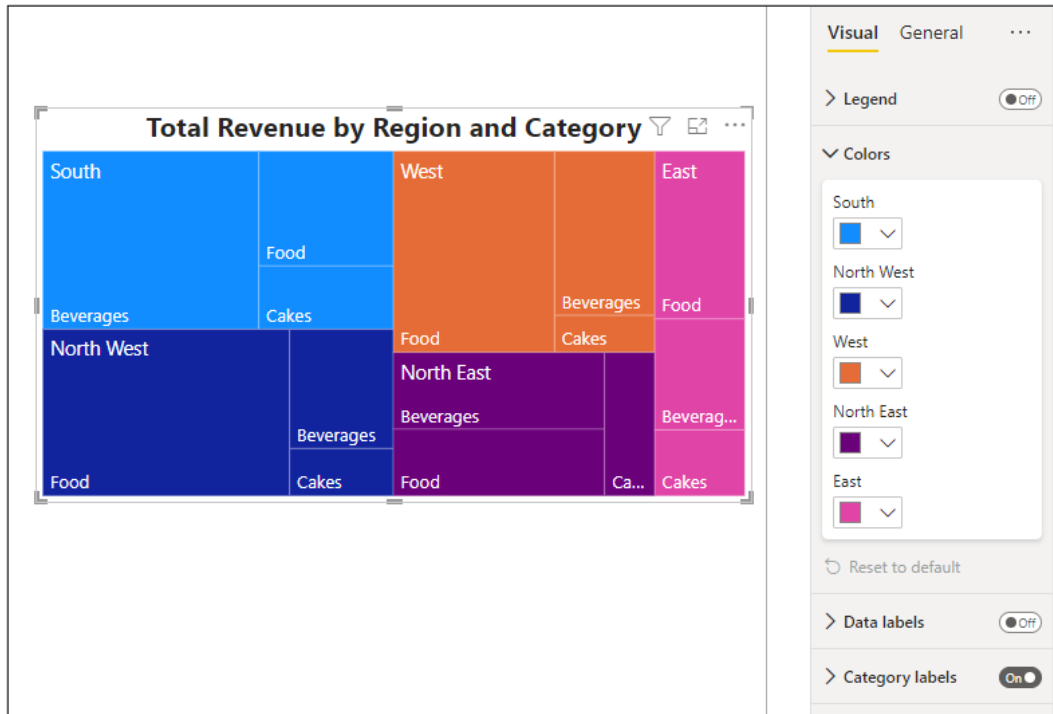 Total Revenue by Region and Category
South
Food
Beverages
Cakes
North West
Beverages
Food
Cakes
West
Beverages
Food
Cakes
North East
Beverages
Food
Ca...
East
Food
Beverag...
Cakes
Visual General
Legend Off
Colors
South
North West
West
North East
East
Reset to default
Data labels Off
Category labels On